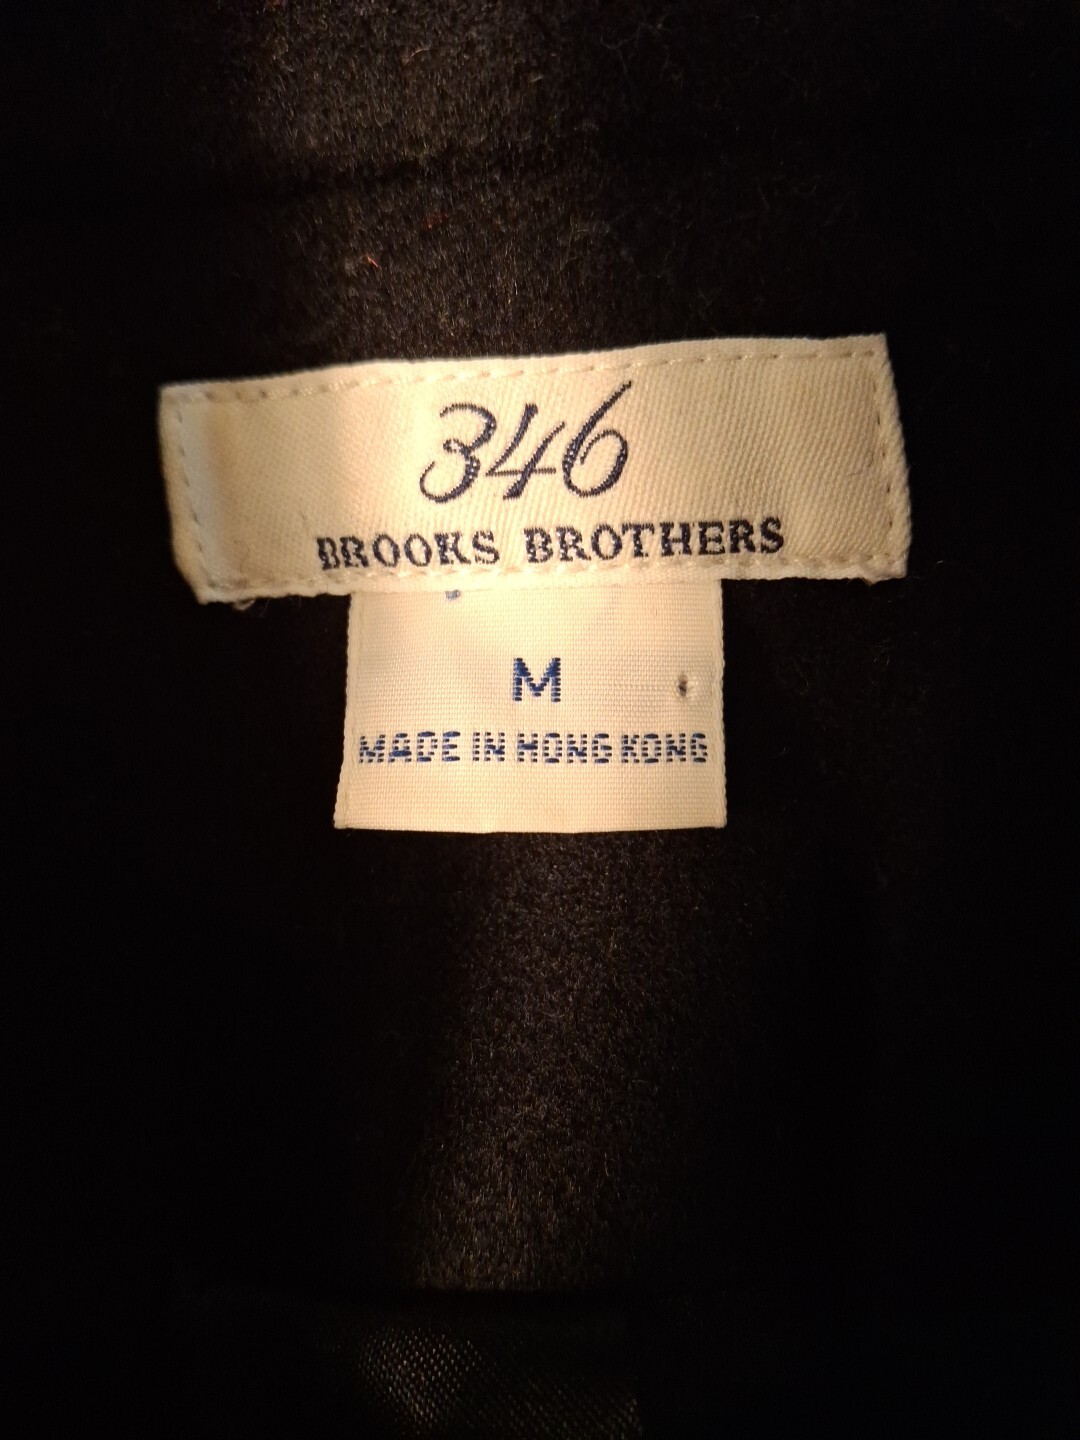 346
BROOKS BROTHERS
M
MADE IN HONG KONG